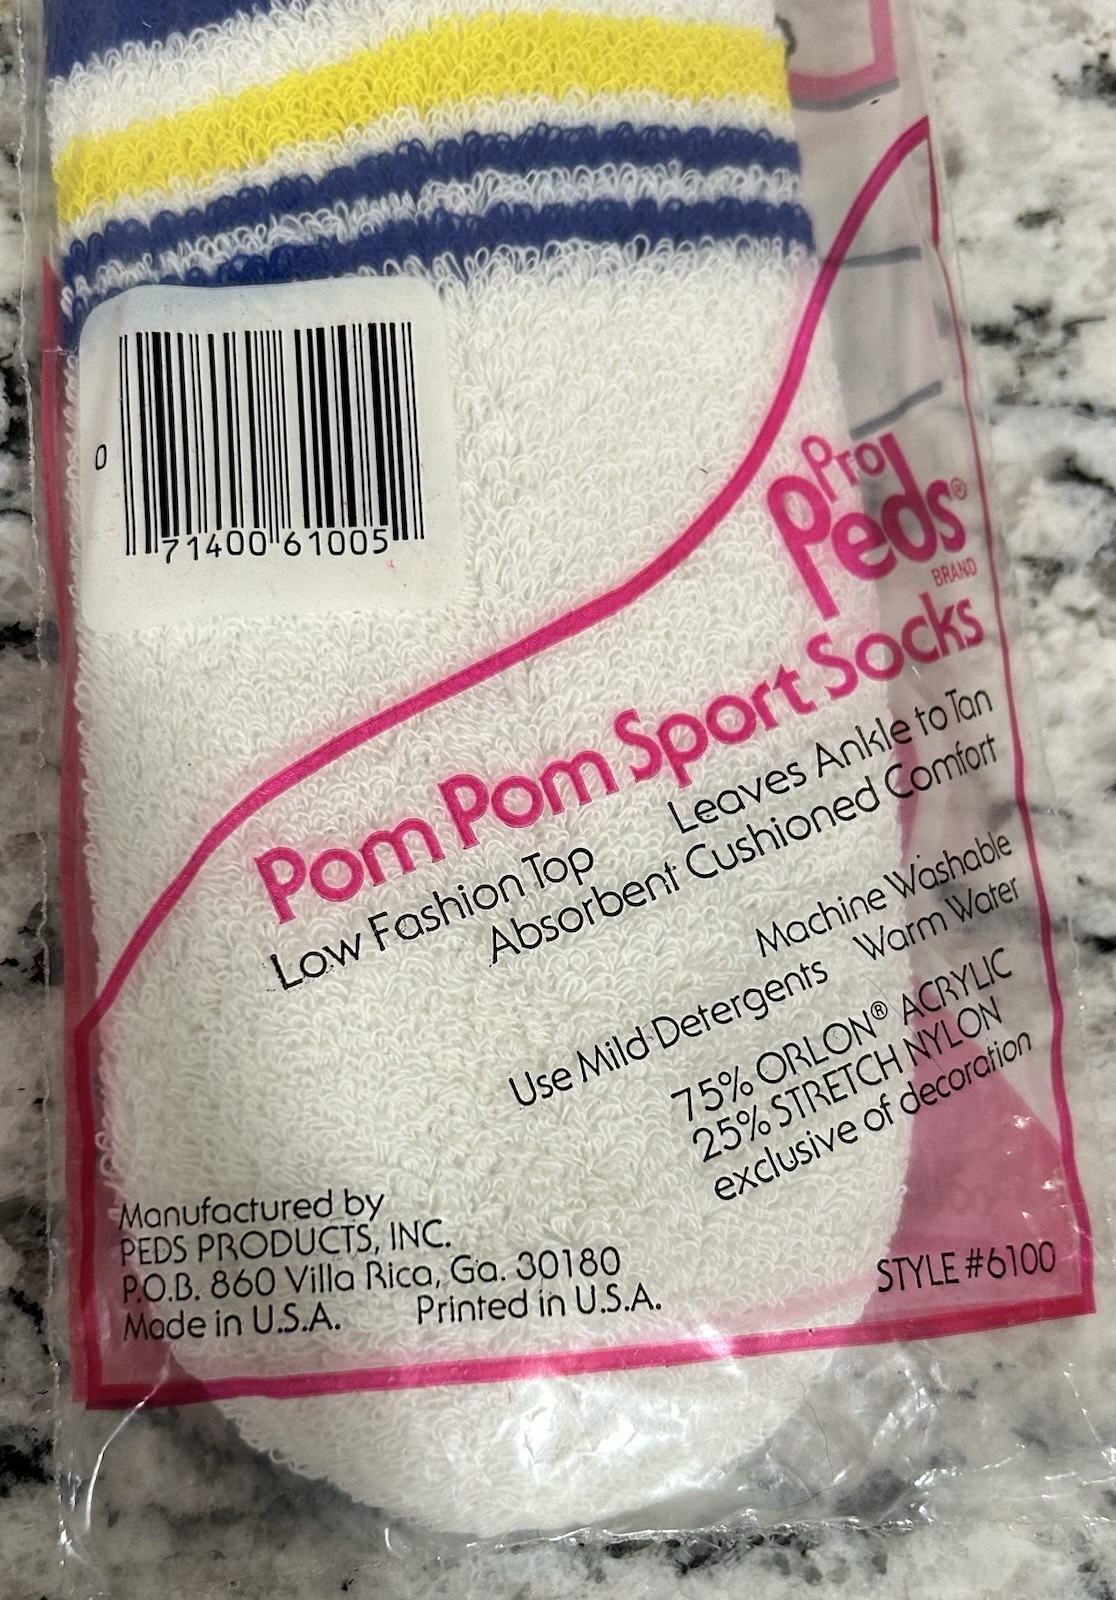 0
71400 61005
Pro
Peds®
BRAND
Pom Pom Sport Socks
Low Fashion Top Leaves Ankle to Tan
Absorbent Cushioned Comfort
Machine Washable
Use Mild Detergents Warm Water
75% ORLON® ACRYLIC
25% STRETCH NYLON
exclusive of decoration
Manufactured by
PEDS PRODUCTS, INC.
P.O.B. 860 Villa Rica, Ga. 30180
Made in U.S.A. Printed in U.S.A.
STYLE #6100